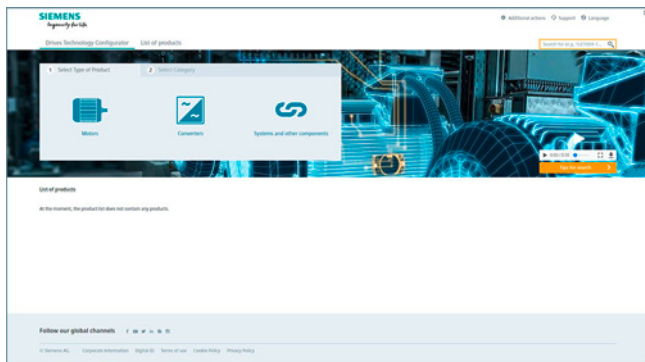 SIEMENS
Ingenuity for life
Additional actions Support Language
Drives Technology Configurator List of products
1 Select Type of Product 2 Select Category
Motors Converters Systems and other components
Tips for search
List of products
At the moment, the product list does not contain any products.
Follow our global channels
© Siemens AG Corporate Information Digital ID Terms of use Cookie Policy Privacy Policy